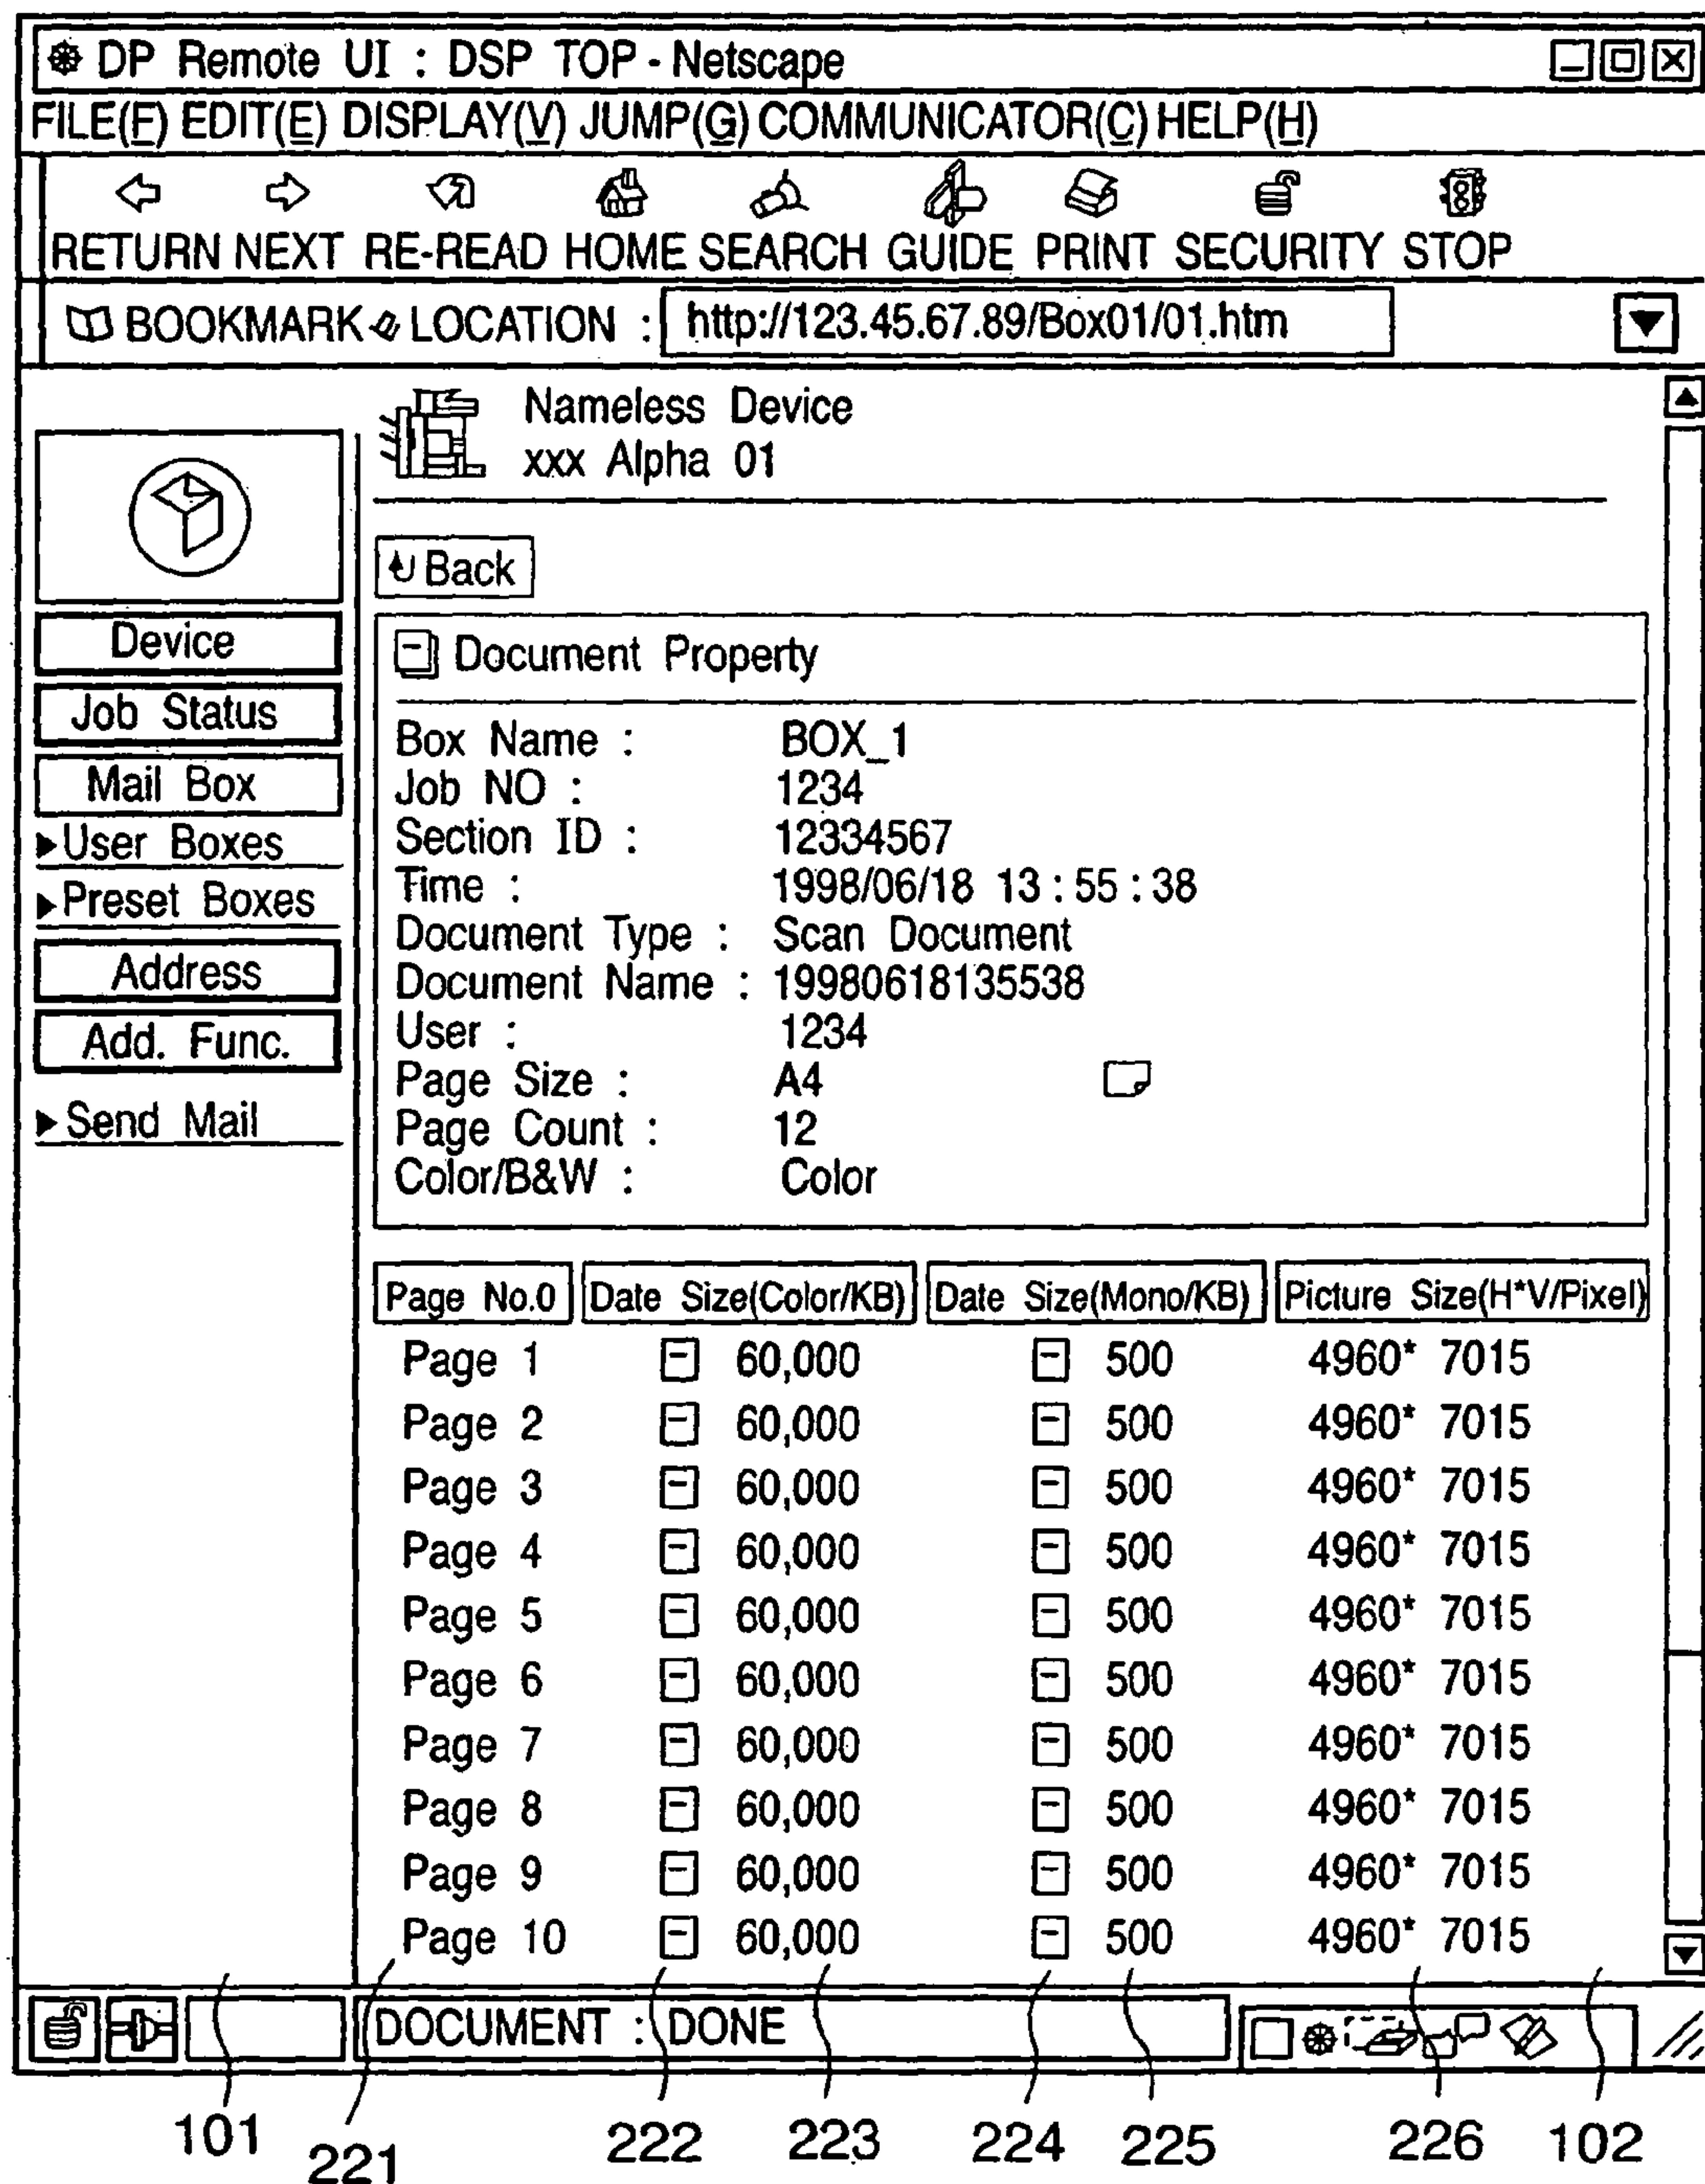 DP Remote UI : DSP TOP - Netscape
FILE(F) EDIT(E) DISPLAY(V) JUMP(G) COMMUNICATOR(C) HELP(H)
RETURN NEXT RE-READ HOME SEARCH GUIDE PRINT SECURITY STOP
BOOKMARK LOCATION : http://123.45.67.89/Box01/01.htm
Nameless Device
xxx Alpha 01
Back
Device
Job Status
Mail Box
User Boxes
Preset Boxes
Address
Add. Func.
Send Mail
Document Property
Box Name : BOX_1
Job NO : 1234
Section ID : 12334567
Time : 1998/06/18 13 : 55 : 38
Document Type : Scan Document
Document Name : 19980618135538
User : 1234
Page Size : A4
Page Count : 12
Color/B&W : Color
Page No.0 Date Size(Color/KB) Date Size(Mono/KB) Picture Size(H*V/Pixel)
Page 1 60,000 500 4960* 7015
Page 2 60,000 500 4960* 7015
Page 3 60,000 500 4960* 7015
Page 4 60,000 500 4960* 7015
Page 5 60,000 500 4960* 7015
Page 6 60,000 500 4960* 7015
Page 7 60,000 500 4960* 7015
Page 8 60,000 500 4960* 7015
Page 9 60,000 500 4960* 7015
Page 10 60,000 500 4960* 7015
DOCUMENT : DONE
101 221 222 223 224 225 226 102